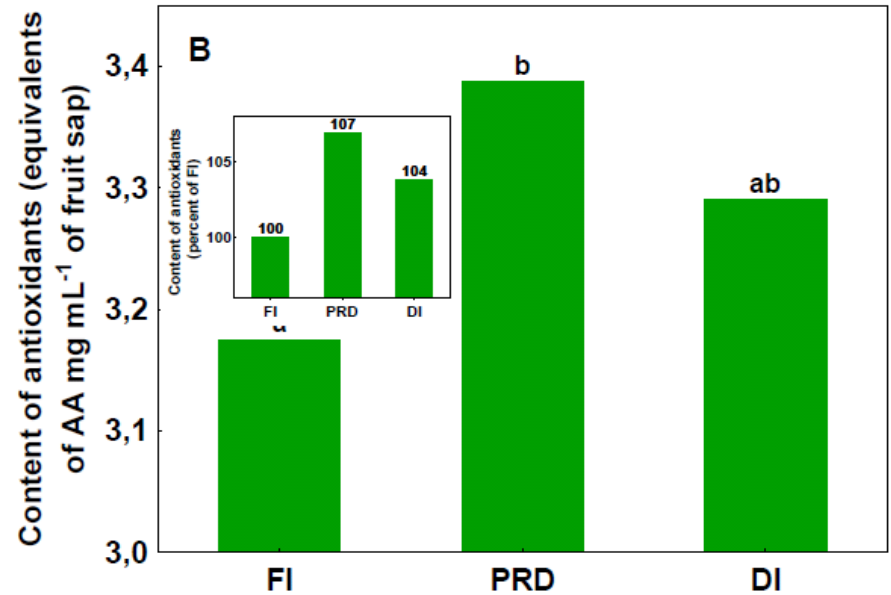 Content of antioxidants (equivalents
of AA mg mL⁻¹ of fruit sap)
B
3,4
3,3
3,2
3,1
3,0
b
ab
FI
PRD
DI
Content of antioxidants
(percent of FI)
105
100
100
107
104
FI
PRD
DI